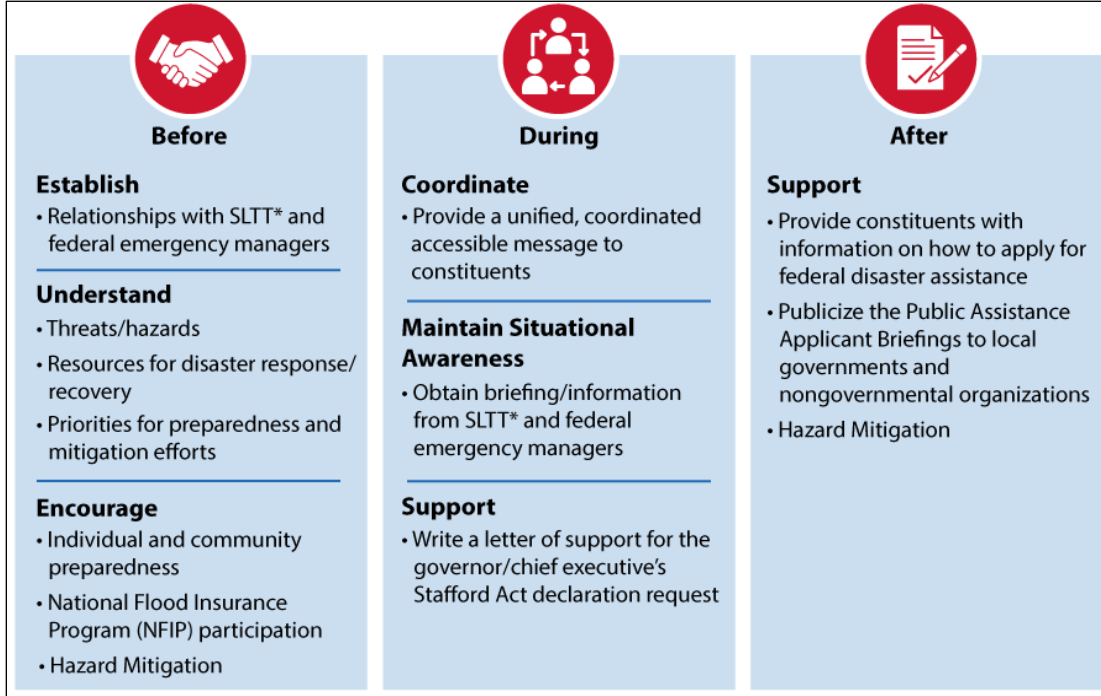 Before
Establish
• Relationships with SLTT* and
federal emergency managers
Understand
• Threats/hazards
• Resources for disaster response/
recovery
• Priorities for preparedness and
mitigation efforts
Encourage
• Individual and community
preparedness
• National Flood Insurance
Program (NFIP) participation
• Hazard Mitigation
During
Coordinate
• Provide a unified, coordinated
accessible message to
constituents
Maintain Situational
Awareness
• Obtain briefing/information
from SLTT* and federal
emergency managers
Support
• Write a letter of support for the
governor/chief executive’s
Stafford Act declaration request
After
Support
• Provide constituents with
information on how to apply for
federal disaster assistance
• Publicize the Public Assistance
Applicant Briefings to local
governments and
nongovernmental organizations
• Hazard Mitigation